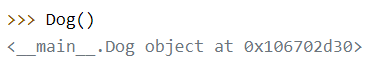 >>> Dog()
<__main__.Dog object at 0x106702d30>